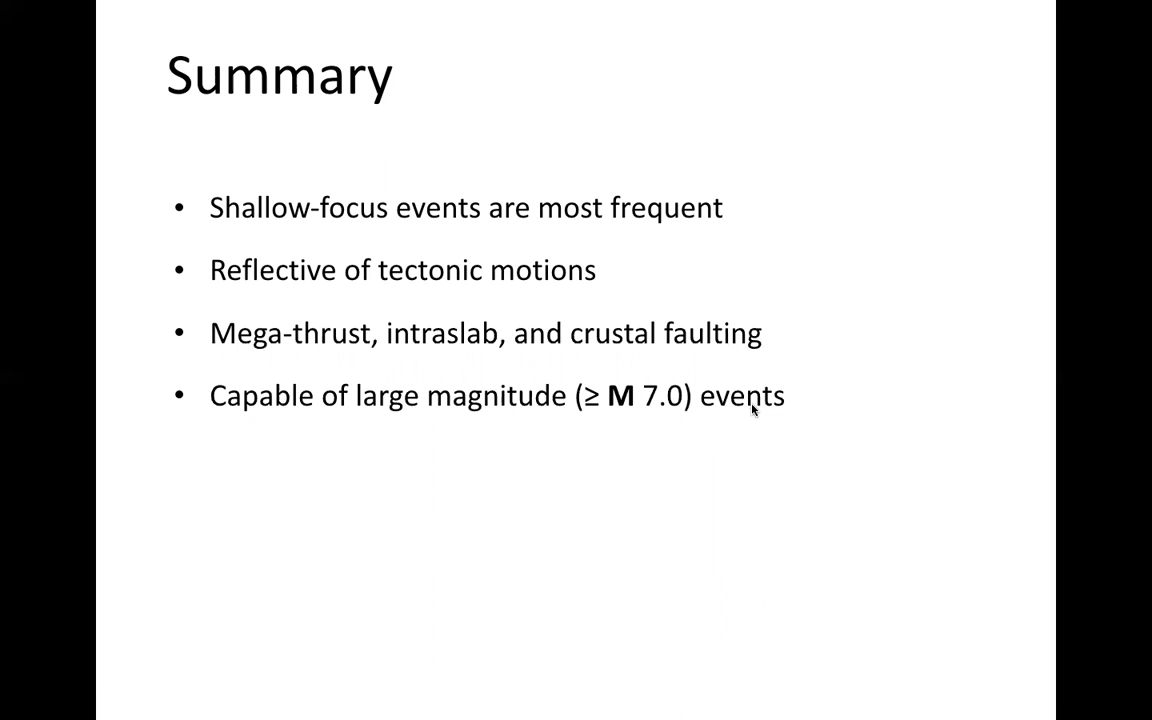 Summary
• Shallow-focus events are most frequent
• Reflective of tectonic motions
• Mega-thrust, intraslab, and crustal faulting
• Capable of large magnitude (≥ M 7.0) events